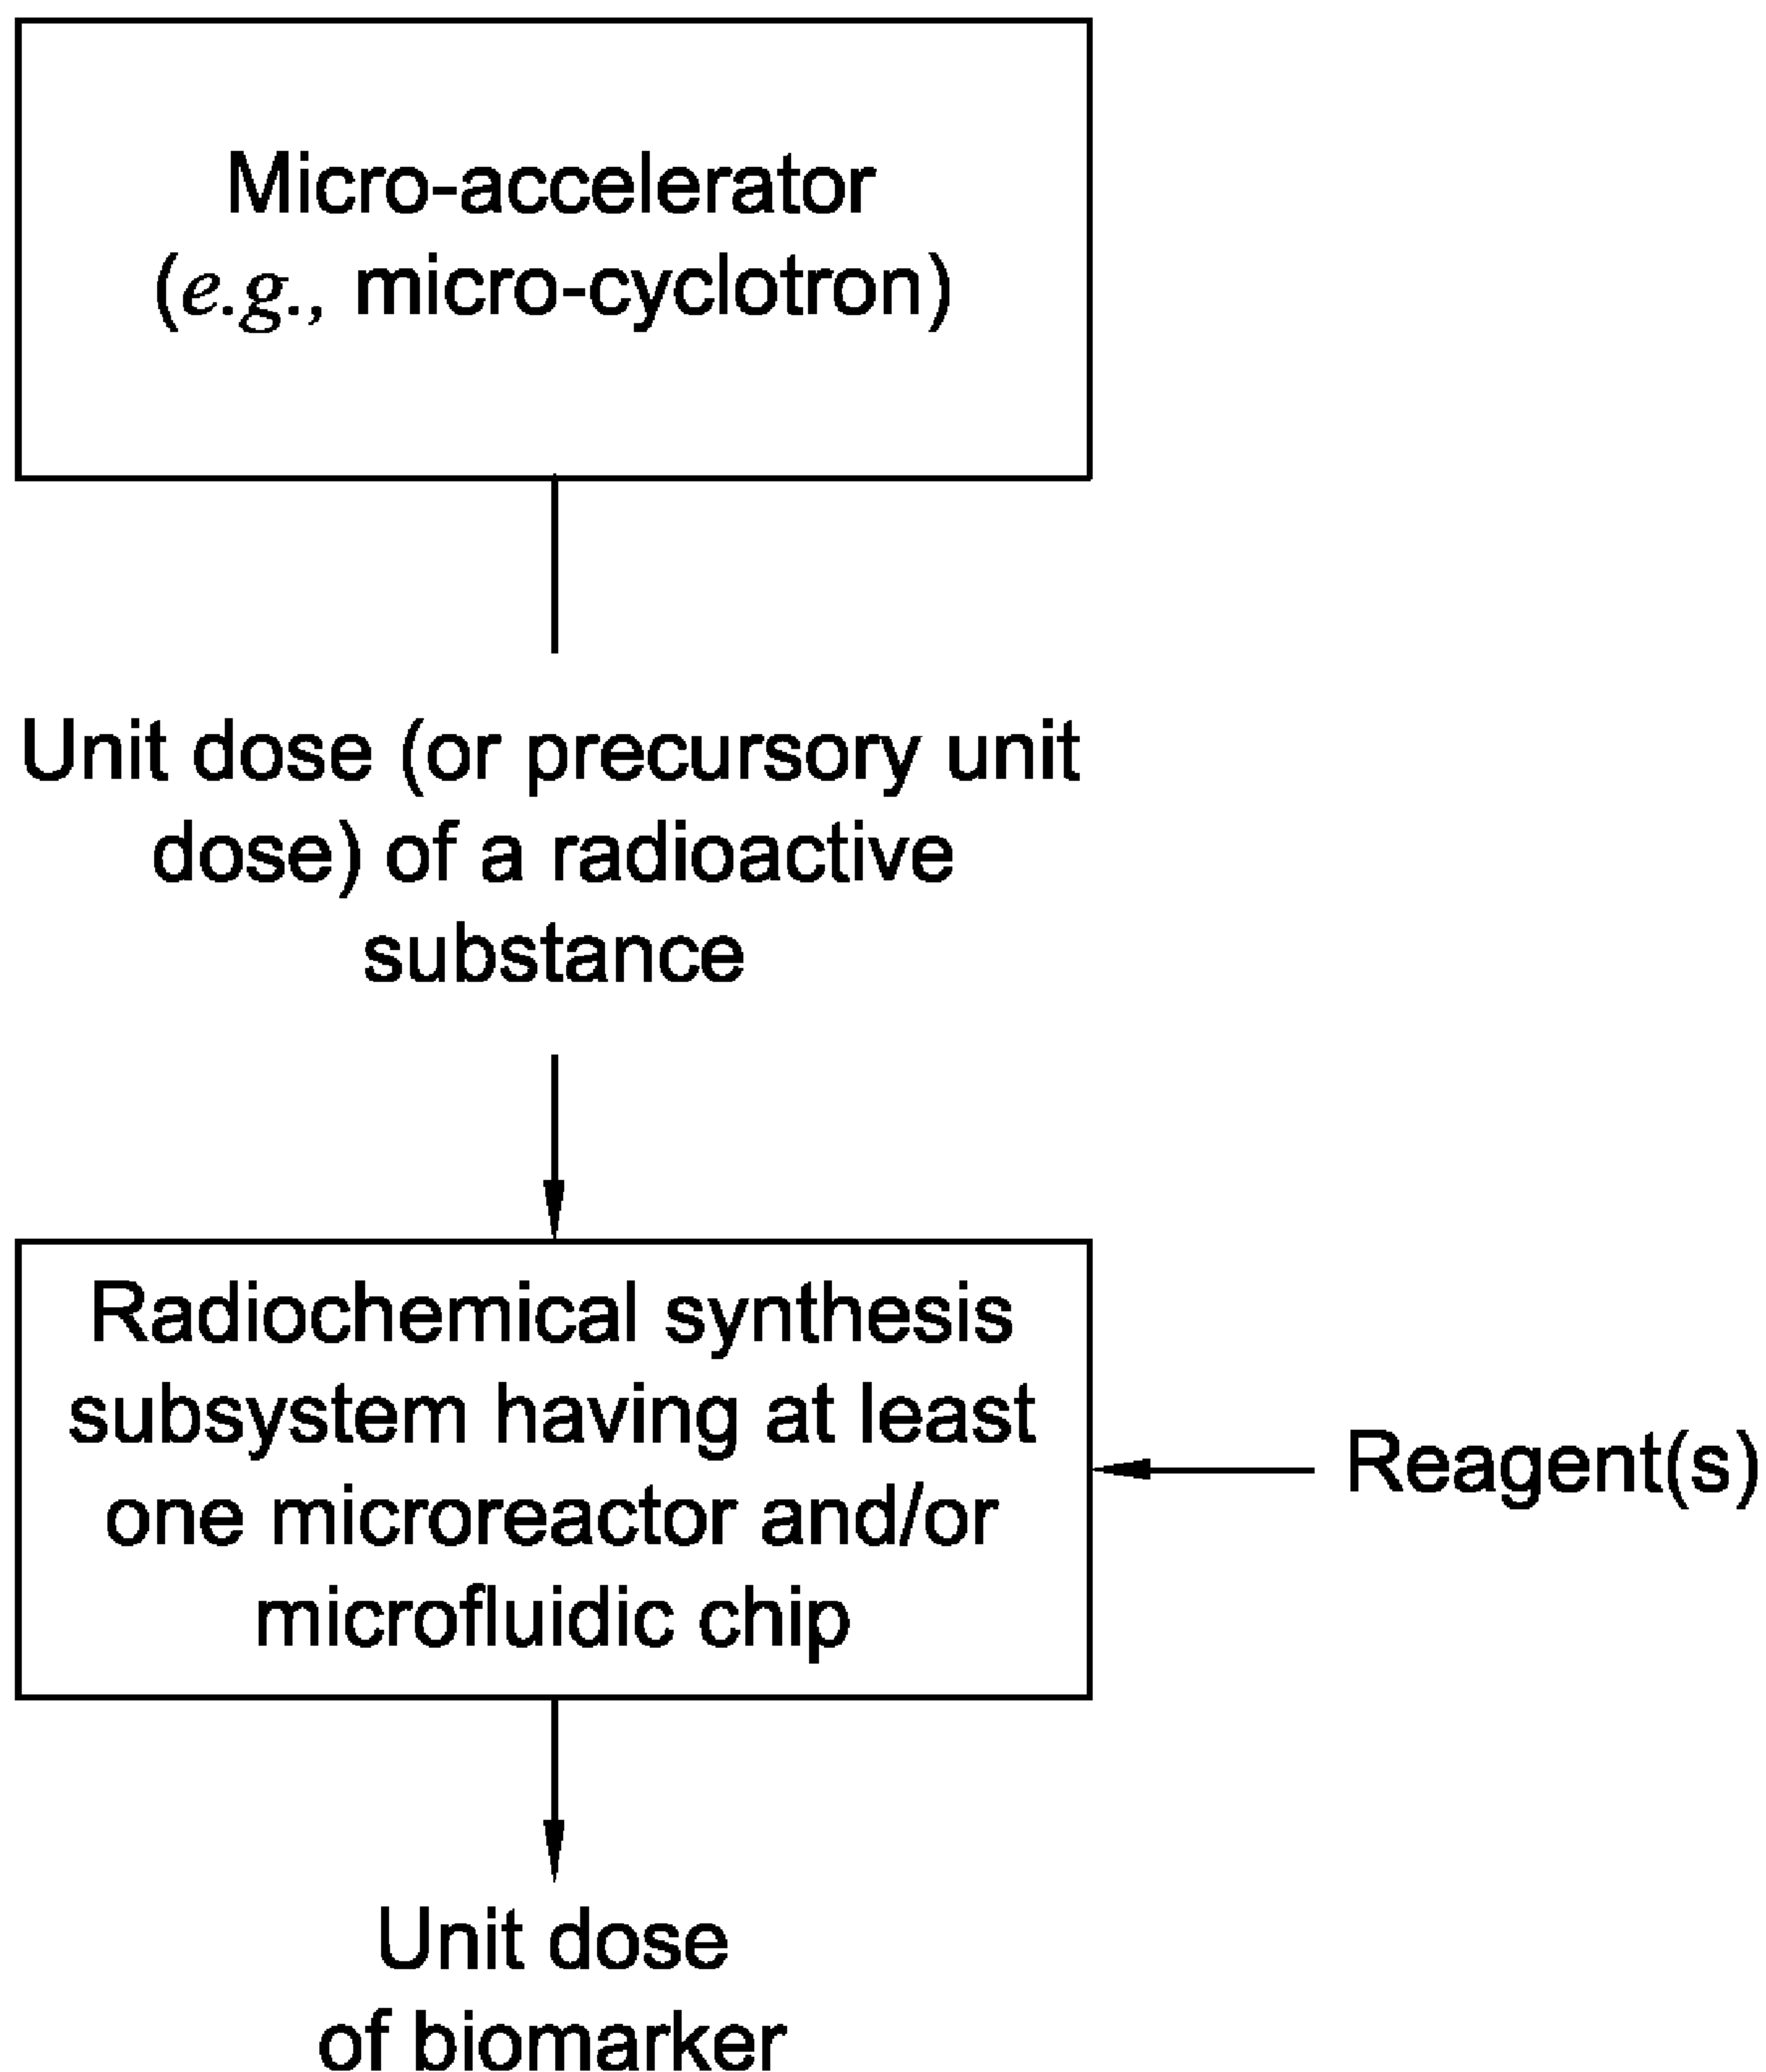 Micro-accelerator
(e.g., micro-cyclotron)
Unit dose (or precursory unit
dose) of a radioactive
substance
Radiochemical synthesis
subsystem having at least
one microreactor and/or
microfluidic chip
Reagent(s)
Unit dose
of biomarker